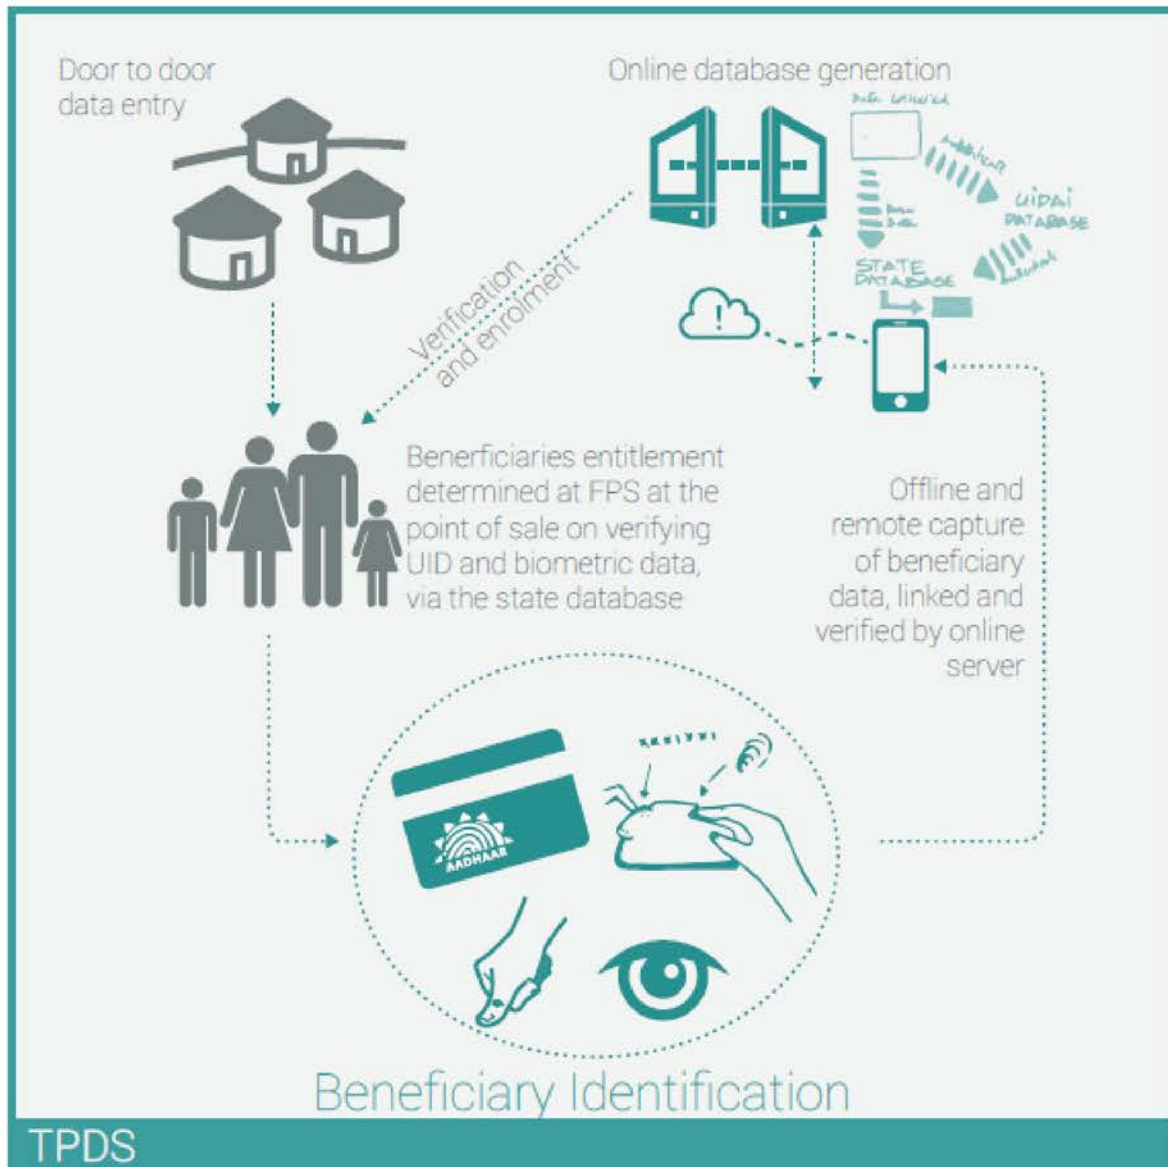 Door to door
data entry
Online database generation
UIDAI
DATABASE
STATE
DATABASE
Verification
and enrolment
!
Benerficiaries entitlement
determined at FPS at the
point of sale on verifying
UID and biometric data,
via the state database
Offline and
remote capture
of beneficiary
data, linked and
verified by online
server
AADHAAR
Beneficiary Identification
TPDS